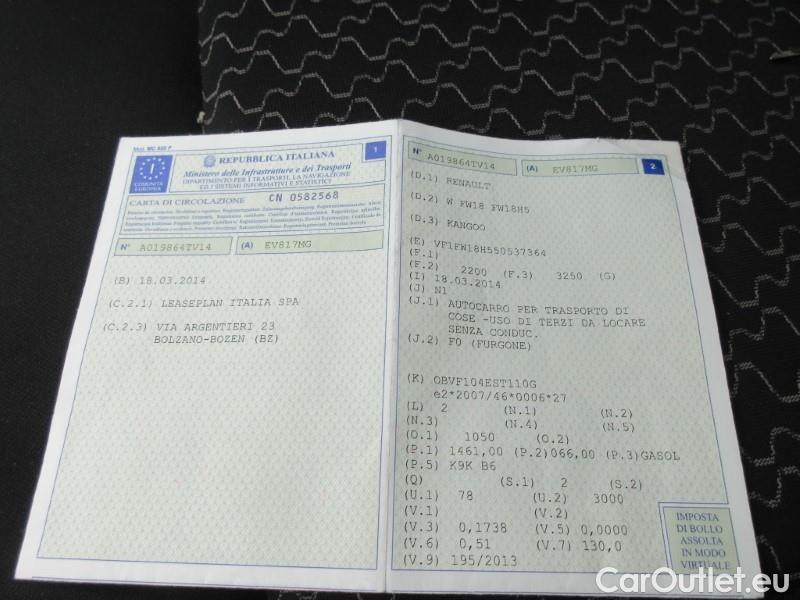 Mod. MC 820 F
COMUNITÀ
EUROPEA
I
REPUBBLICA ITALIANA
1
Ministero delle Infrastrutture e dei Trasporti
DIPARTIMENTO PER I TRASPORTI, LA NAVIGAZIONE
ED I SISTEMI INFORMATIVI E STATISTICI
CARTA DI CIRCOLAZIONE CN 0582568
N° A019864TV14 (A) EV817MG
(B) 18.03.2014
(C.2.1) LEASEPLAN ITALIA SPA
(C.2.3) VIA ARGENTIERI 23
BOLZANO-BOZEN (BZ)
N° A019864TV14 (A) EV817MG 2
(D.1) RENAULT
(D.2) W FW18 FW18H5
(D.3) KANGOO
(E) VF1FW18H550537364
(F.1)
(F.2) 2200 (F.3) 3250 (G)
(I) 18.03.2014
(J) N1
(J.1) AUTOCARRO PER TRASPORTO DI
COSE -USO DI TERZI DA LOCARE
SENZA CONDUC.
(J.2) F0 (FURGONE)
(K) OBVF104EST110G
e2*2007/46*0006*27
(L) 2 (N.1) (N.2)
(N.3) (N.4) (N.5)
(O.1) 1050 (O.2)
(P.1) 1461,00 (P.2)066,00 (P.3)GASOL
(P.5) K9K B6
(Q) (S.1) 2 (S.2)
(U.1) 78 (U.2) 3000
(V.1) (V.2)
(V.3) 0,1738 (V.5) 0,0000
(V.6) 0,51 (V.7) 130,0
(V.9) 195/2013
IMPOSTA
DI BOLLO
ASSOLTA
IN MODO
VIRTUALE
CarOutlet.eu